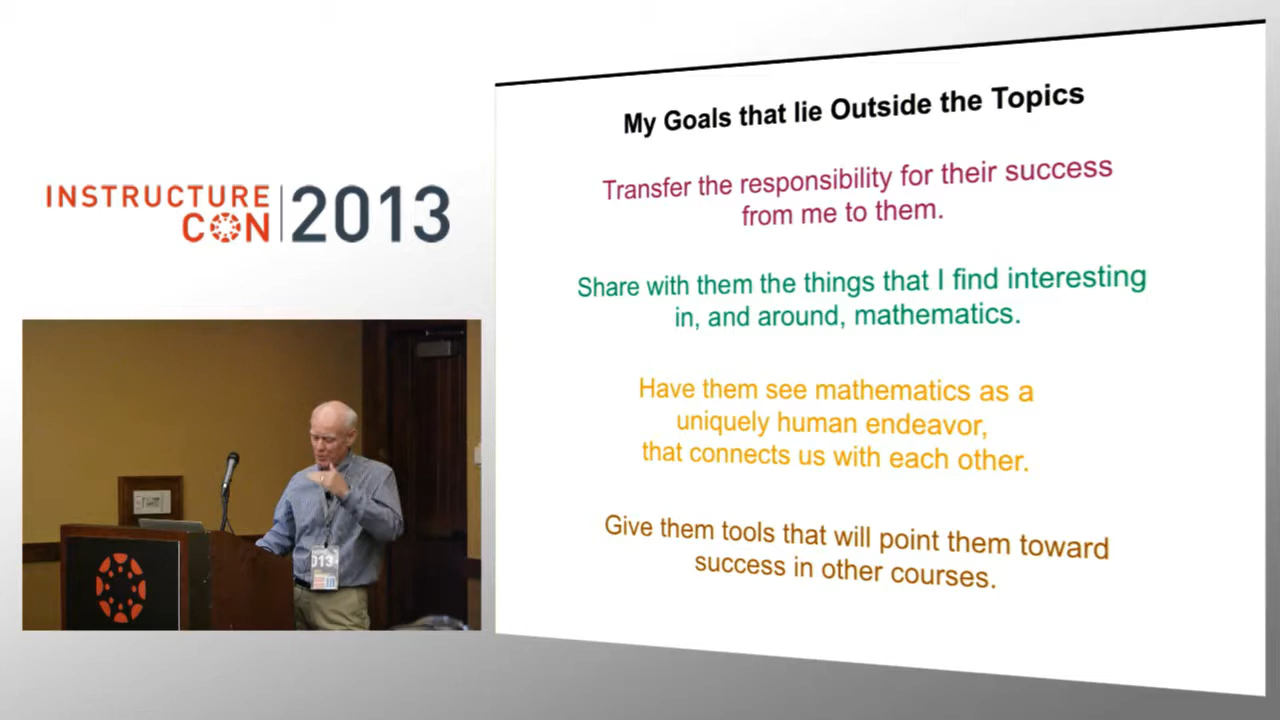 INSTRUCTURE
CON
2013
My Goals that lie Outside the Topics
Transfer the responsibility for their success
from me to them.
Share with them the things that I find interesting
in, and around, mathematics.
Have them see mathematics as a
uniquely human endeavor,
that connects us with each other.
Give them tools that will point them toward
success in other courses.
013